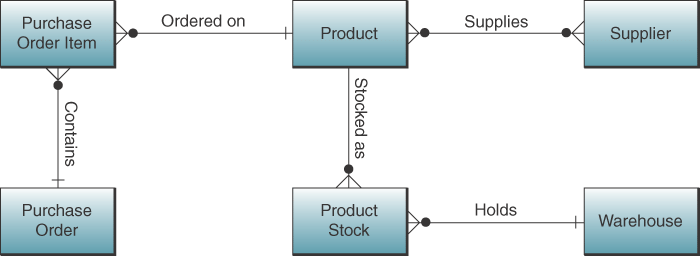 Purchase
Order Item
Ordered on
Product
Supplies
Supplier
Contains
Stocked as
Purchase
Order
Product
Stock
Holds
Warehouse